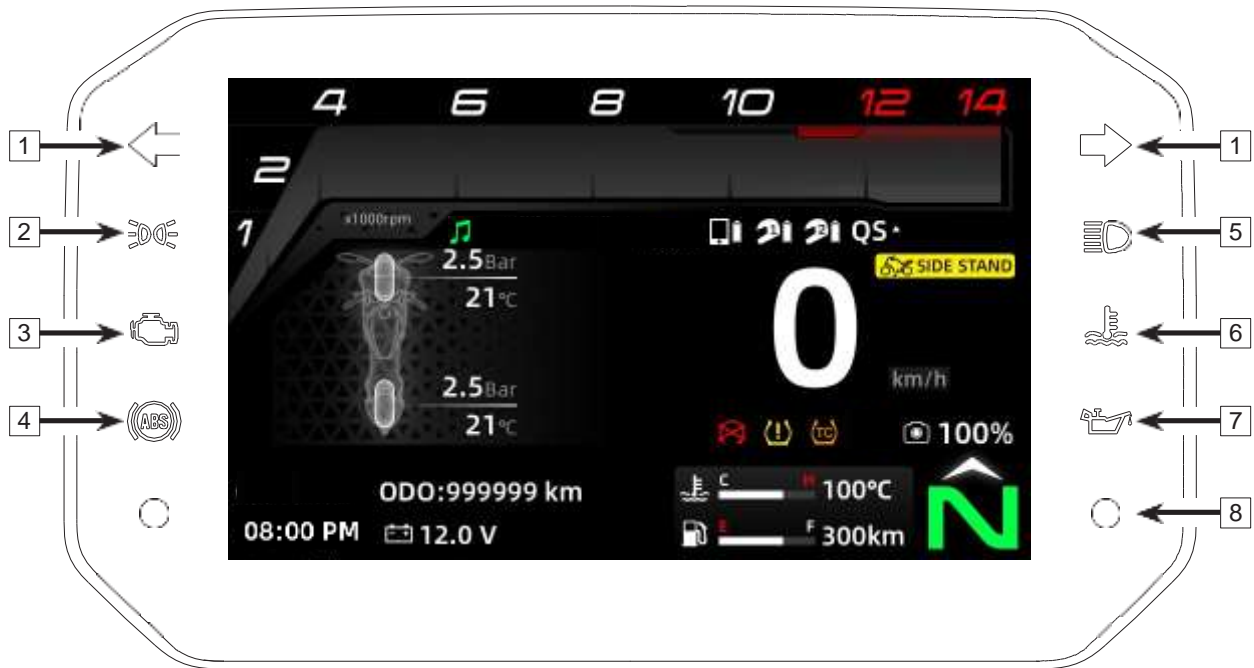 4 6 8 10 12 14
1 1
2
1
x1000rpm
2 5
QS
2.5Bar
SIDE STAND
21°C
0
3 6
km/h
2.5Bar
4 ABS 7
21°C
TC
100%
C H 100°C
ODO:999999 km
N
8
08:00 PM 12.0 V
E F 300km